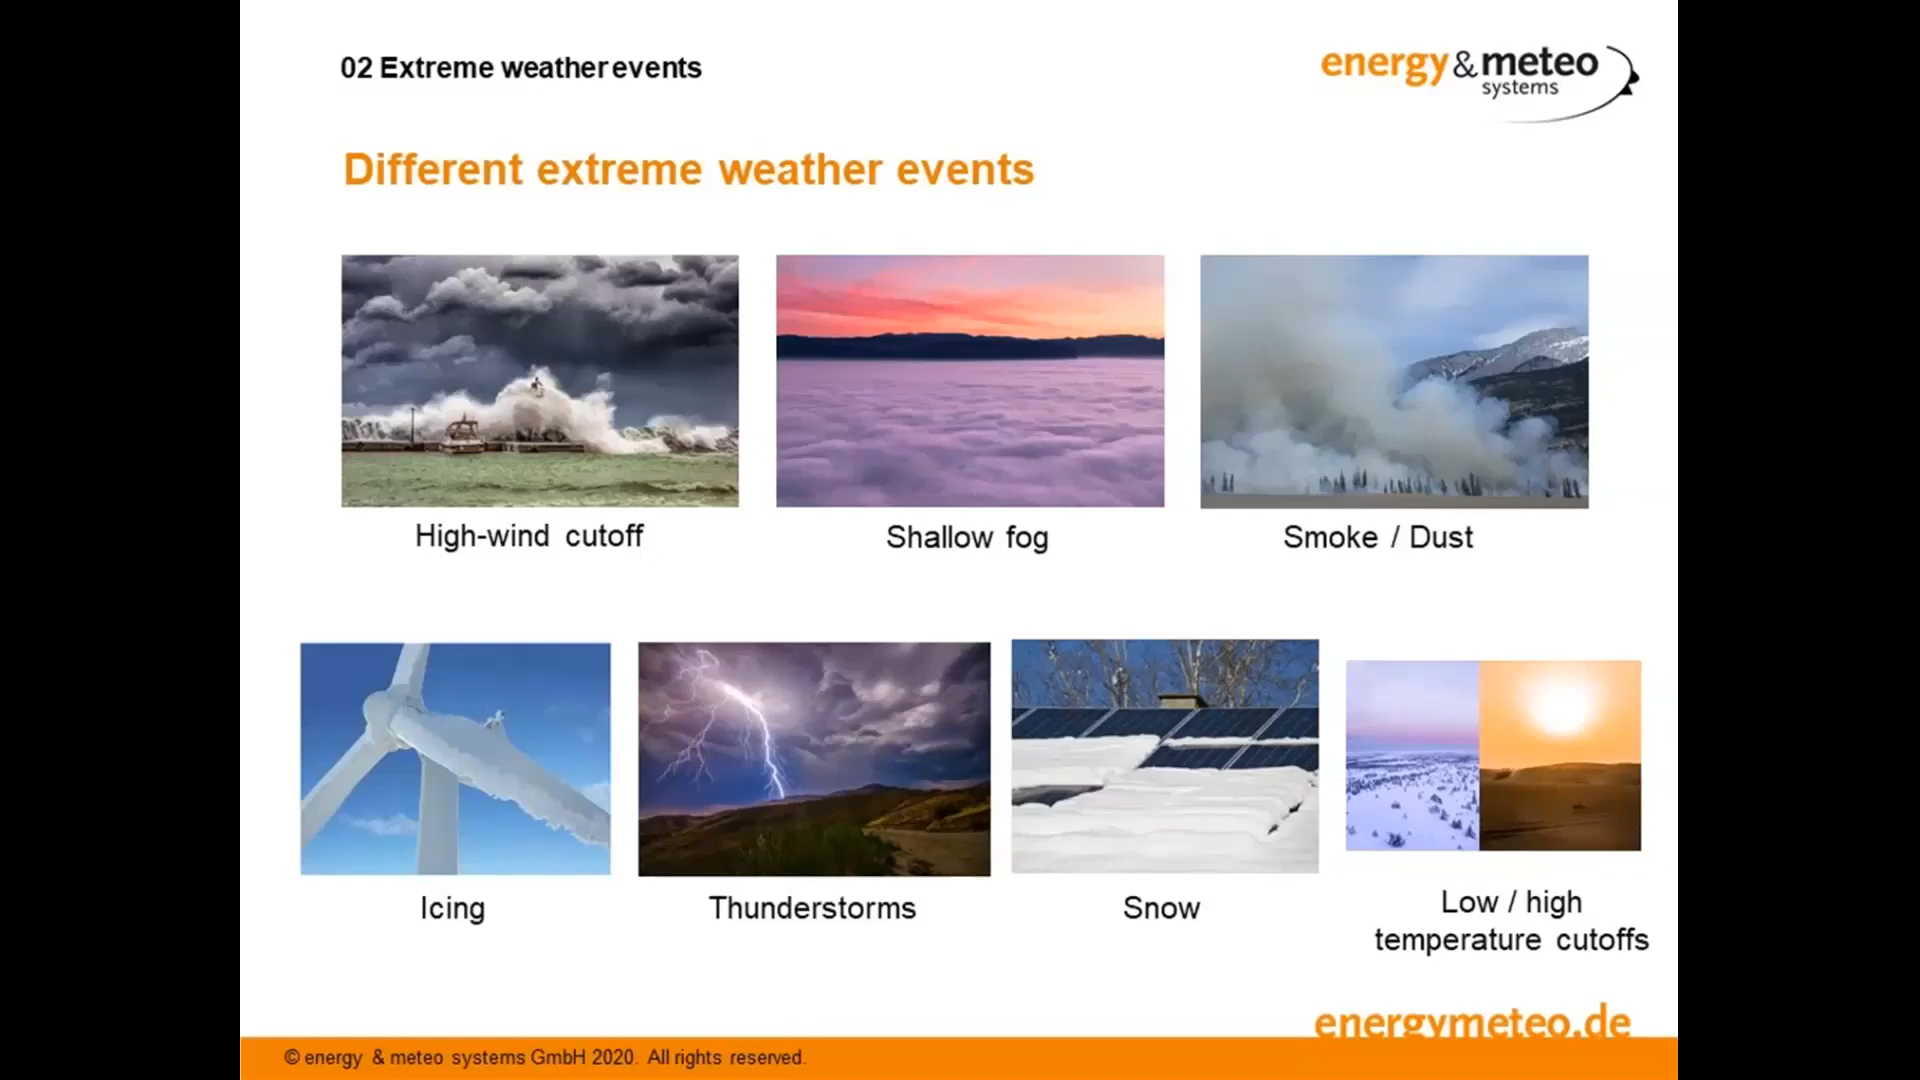 02 Extreme weather events
energy & meteo
systems
Different extreme weather events
High-wind cutoff
Shallow fog
Smoke / Dust
Icing
Thunderstorms
Snow
Low / high
temperature cutoffs
energymeteo.de
© energy & meteo systems GmbH 2020. All rights reserved.